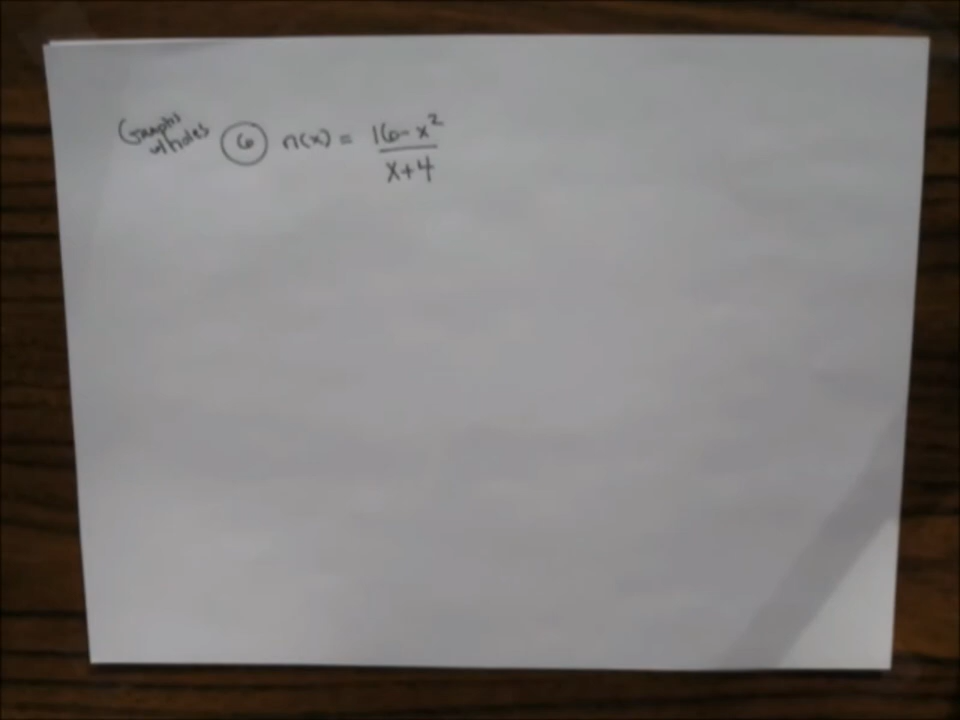 Graphs
w/holes
6 n(x) = 16-x²
x+4